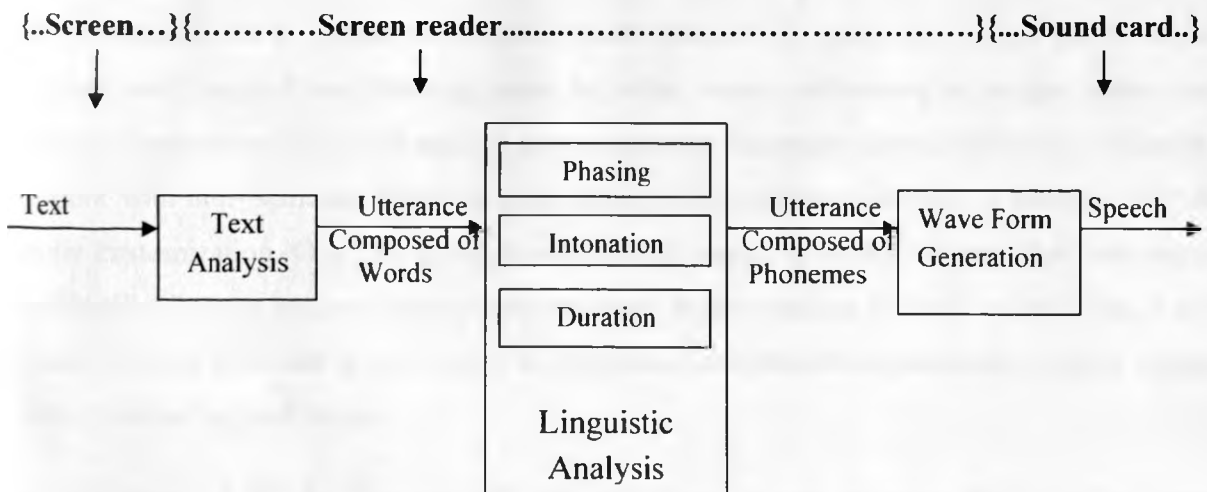 {..Screen…}{…………Screen reader........……………………………}{...Sound card..}
Text
Text
Analysis
Utterance
Composed of
Words
Phasing
Intonation
Duration
Linguistic
Analysis
Utterance
Composed of
Phonemes
Wave Form
Generation
Speech